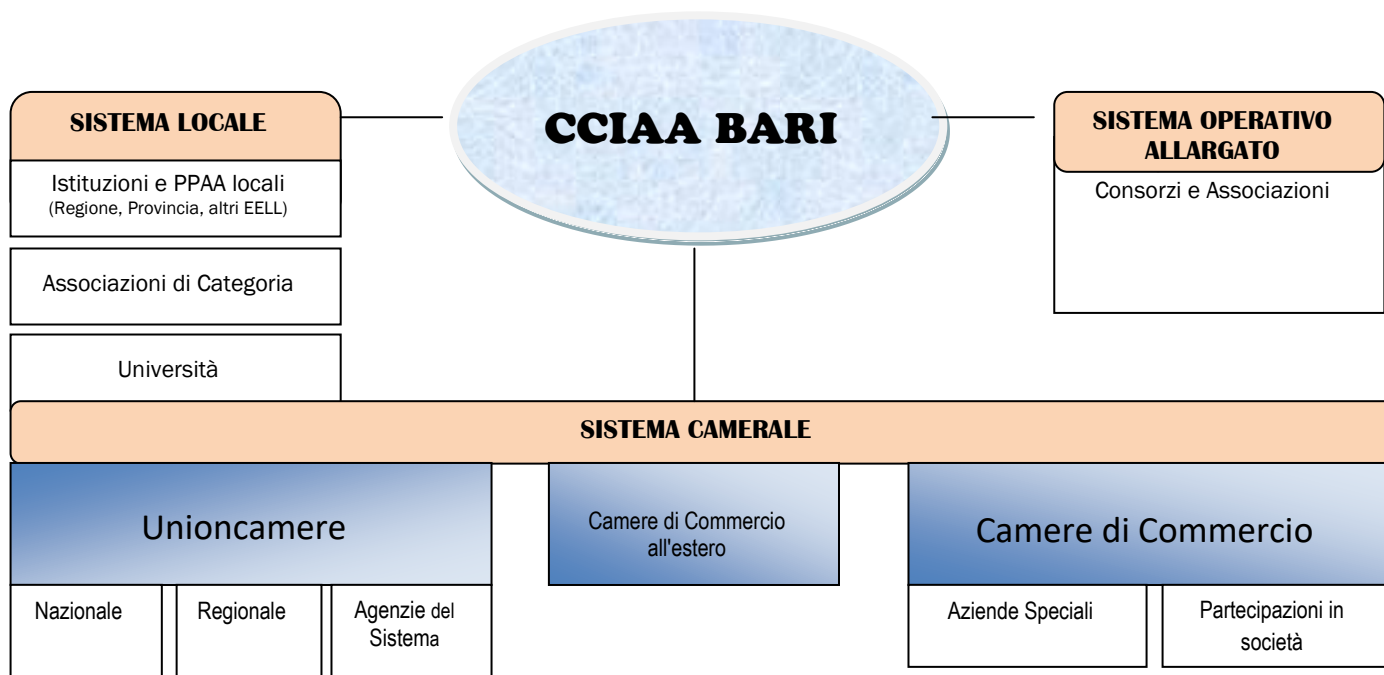 CCIAA BARI
SISTEMA LOCALE
Istituzioni e PPAA locali
(Regione, Provincia, altri EELL)
Associazioni di Categoria
Università
SISTEMA OPERATIVO
ALLARGATO
Consorzi e Associazioni
SISTEMA CAMERALE
Unioncamere
Nazionale
Regionale
Agenzie del
Sistema
Camere di Commercio
all'estero
Camere di Commercio
Aziende Speciali
Partecipazioni in
società